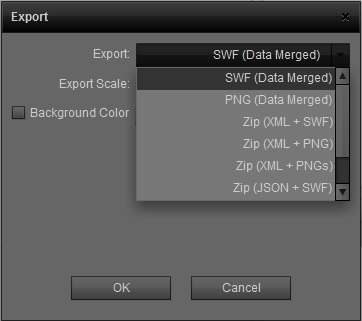 Export
Export: SWF (Data Merged)
Export Scale: SWF (Data Merged)
PNG (Data Merged)
Background Color Zip (XML + SWF)
Zip (XML + PNG)
Zip (XML + PNGs)
Zip (JSON + SWF)
OK Cancel